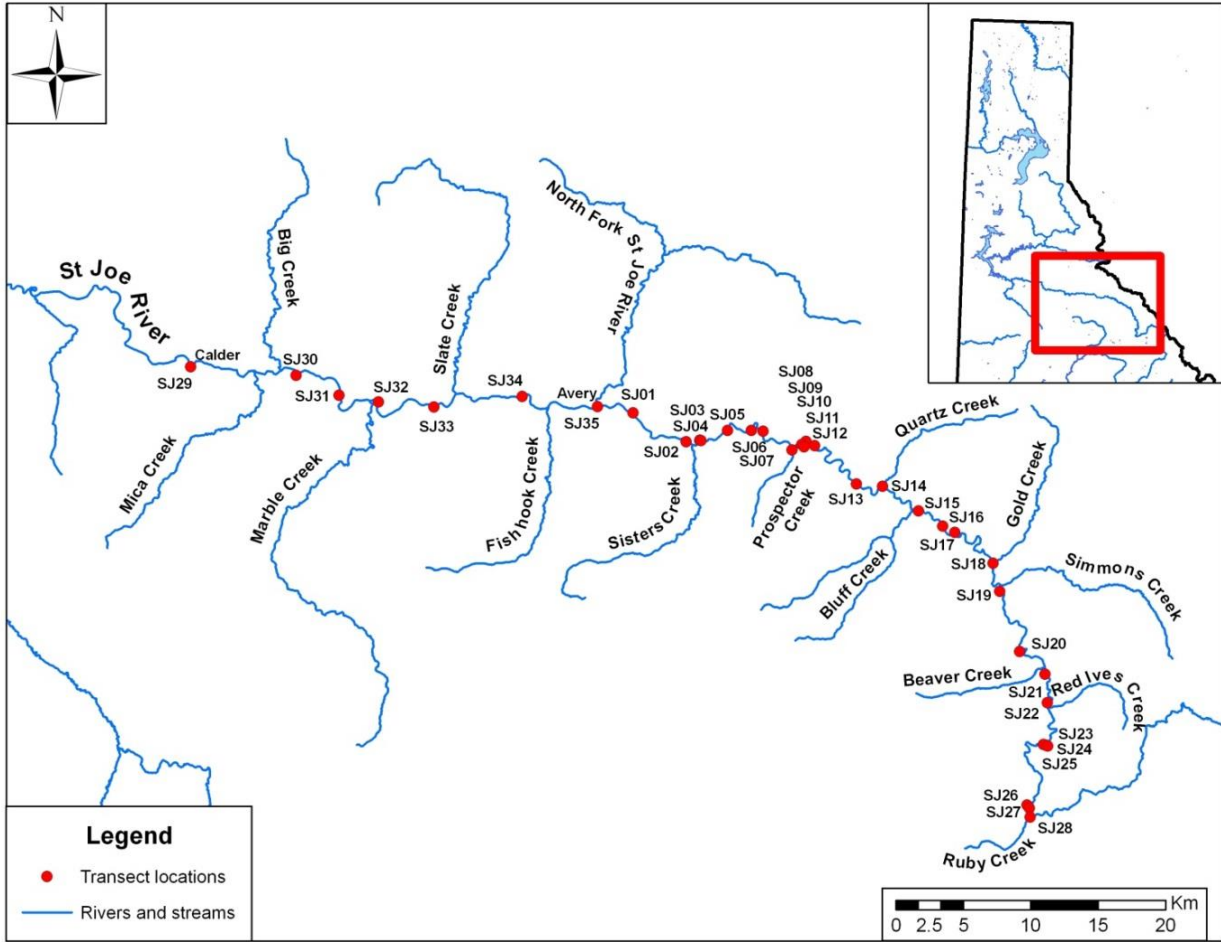 N
North Fork St Joe River
Big Creek
St Joe
River
Slate Creek
Calder
SJ29
SJ30
SJ31
SJ32
SJ33
SJ34
Avery
SJ35
SJ01
SJ02
SJ03
SJ04
SJ05
SJ06
SJ07
SJ08
SJ09
SJ10
SJ11
SJ12
Quartz Creek
SJ13
SJ14
SJ15
SJ16
SJ17
Gold Creek
SJ18
SJ19
Simmons Creek
Mica Creek
Marble Creek
Fishhook Creek
Sisters Creek
Prospector
Creek
Bluff Creek
SJ20
Beaver Creek
SJ21
SJ22
Red Ives Creek
SJ23
SJ24
SJ25
SJ26
SJ27
SJ28
Ruby Creek
Legend
Transect locations
Rivers and streams
Km
0 2.5 5 10 15 20